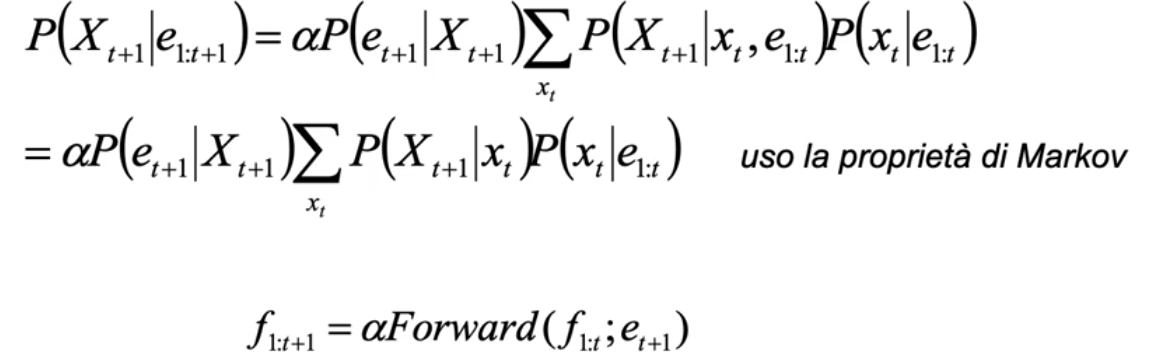 P(X_{t+1}|e_{1:t+1}) = αP(e_{t+1}|X_{t+1}) ∑_{x_t} P(X_{t+1}|x_t, e_{1:t})P(x_t|e_{1:t})
= αP(e_{t+1}|X_{t+1}) ∑_{x_t} P(X_{t+1}|x_t)P(x_t|e_{1:t}) uso la proprietà di Markov
f_{1:t+1} = αForward(f_{1:t}; e_{t+1})